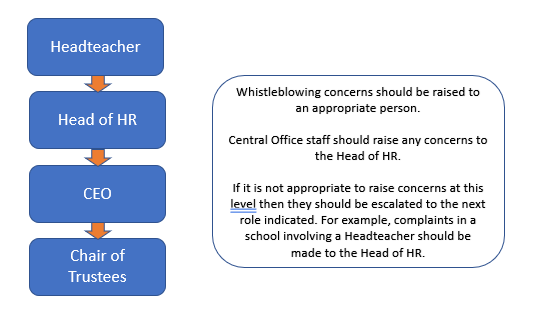 Headteacher
Head of HR
CEO
Chair of
Trustees
Whistleblowing concerns should be raised to
an appropriate person.
Central Office staff should raise any concerns to
the Head of HR.
If it is not appropriate to raise concerns at this
level then they should be escalated to the next
role indicated. For example, complaints in a
school involving a Headteacher should be
made to the Head of HR.